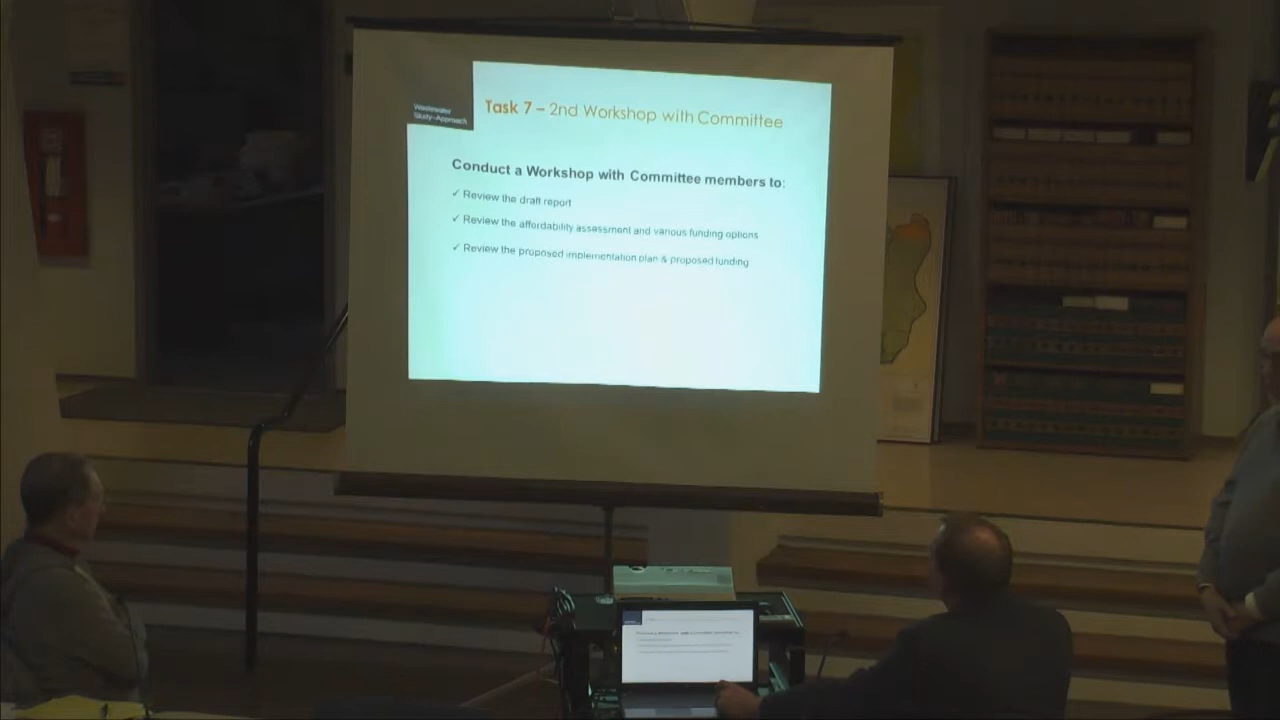 Wastewater
Study-Approach
Task 7 – 2nd Workshop with Committee
Conduct a Workshop with Committee members to:
✓ Review the draft report
✓ Review the affordability assessment and various funding options
✓ Review the proposed implementation plan & proposed funding